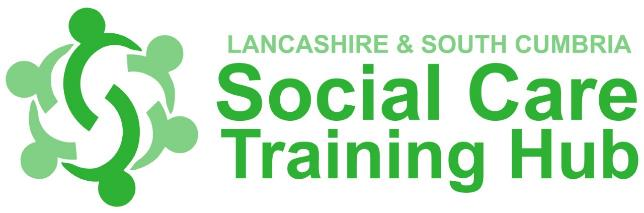 LANCASHIRE & SOUTH CUMBRIA
Social Care
Training Hub